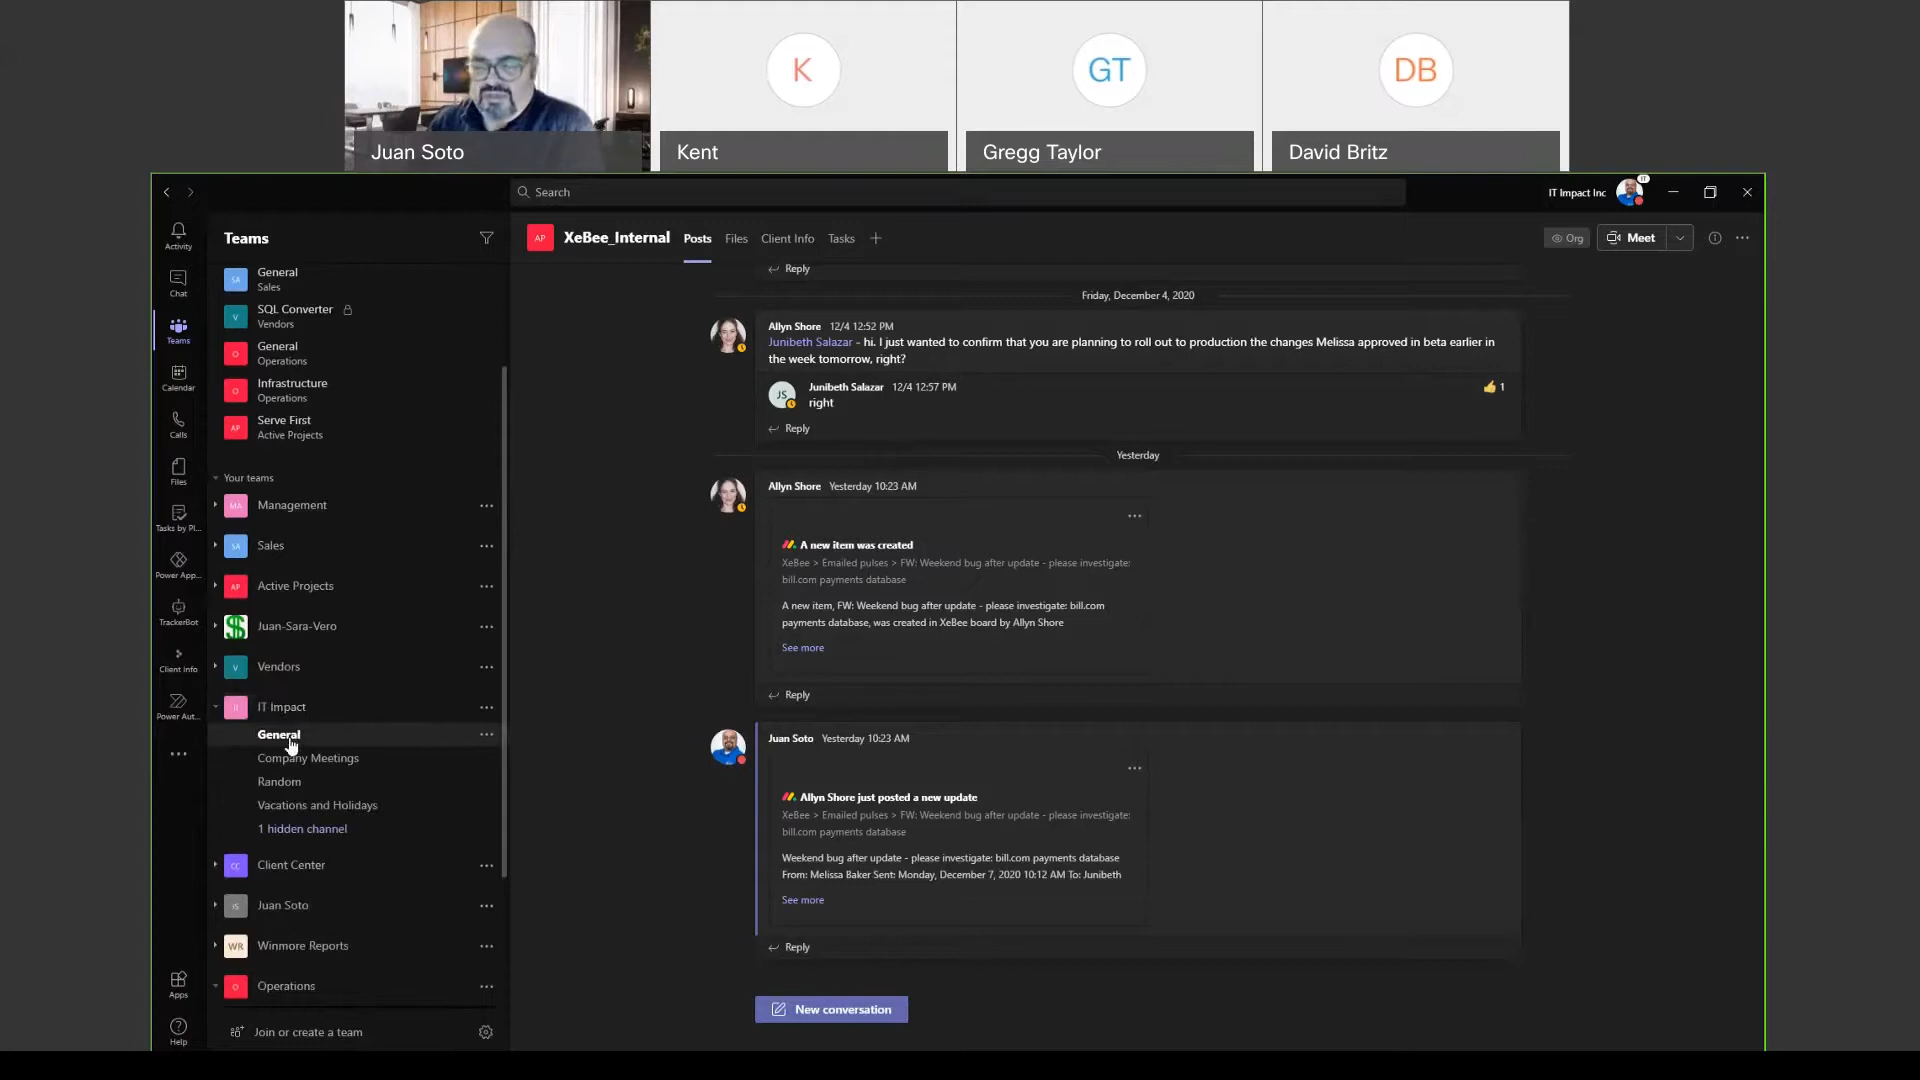 K
GT
DB
Juan Soto
Kent
Gregg Taylor
David Britz
Search
IT Impact Inc
IT
Activity
Chat
Teams
Calendar
Calls
Files
Tasks by Pl...
Power App...
TrackerBot
Client Info
Power Aut...
Apps
Help
Teams
SA
General
Sales
V
SQL Converter
Vendors
O
General
Operations
O
Infrastructure
Operations
AP
Serve First
Active Projects
Your teams
MA
Management
SA
Sales
AP
Active Projects
Juan-Sara-Vero
V
Vendors
II
IT Impact
General
Company Meetings
Random
Vacations and Holidays
1 hidden channel
CC
Client Center
JS
Juan Soto
WR
Winmore Reports
O
Operations
Join or create a team
AP
XeBee_Internal
Posts
Files
Client Info
Tasks
Org
Meet
Reply
Friday, December 4, 2020
Allyn Shore 12/4 12:52 PM
Junibeth Salazar - hi. I just wanted to confirm that you are planning to roll out to production the changes Melissa approved in beta earlier in
the week tomorrow, right?
JS
Junibeth Salazar 12/4 12:57 PM
1
right
Reply
Yesterday
Allyn Shore Yesterday 10:23 AM
A new item was created
XeBee > Emailed pulses > FW: Weekend bug after update - please investigate:
bill.com payments database
A new item, FW: Weekend bug after update - please investigate: bill.com
payments database, was created in XeBee board by Allyn Shore
See more
Reply
Juan Soto Yesterday 10:23 AM
Allyn Shore just posted a new update
XeBee > Emailed pulses > FW: Weekend bug after update - please investigate:
bill.com payments database
Weekend bug after update - please investigate: bill.com payments database
From: Melissa Baker Sent: Monday, December 7, 2020 10:12 AM To: Junibeth
See more
Reply
New conversation